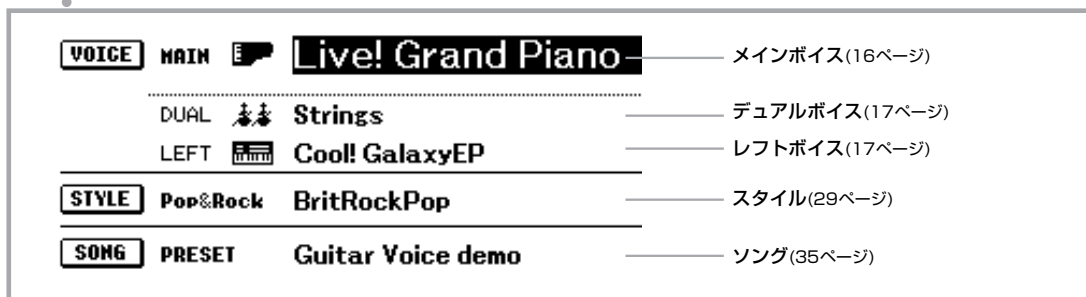 VOICE MAIN Live! Grand Piano メインボイス(16ページ)
DUAL Strings デュアルボイス(17ページ)
LEFT Cool! GalaxyEP レフトボイス(17ページ)
STYLE Pop&Rock BritRockPop スタイル(29ページ)
SONG PRESET Guitar Voice demo ソング(35ページ)